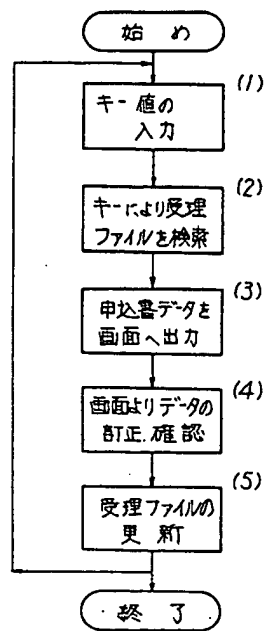 始め
(1)
キー値の
入力
(2)
キーにより受理
ファイルを検索
(3)
申込書データを
画面へ出力
(4)
画面よりデータの
訂正、確認
(5)
受理ファイルの
更新
終了